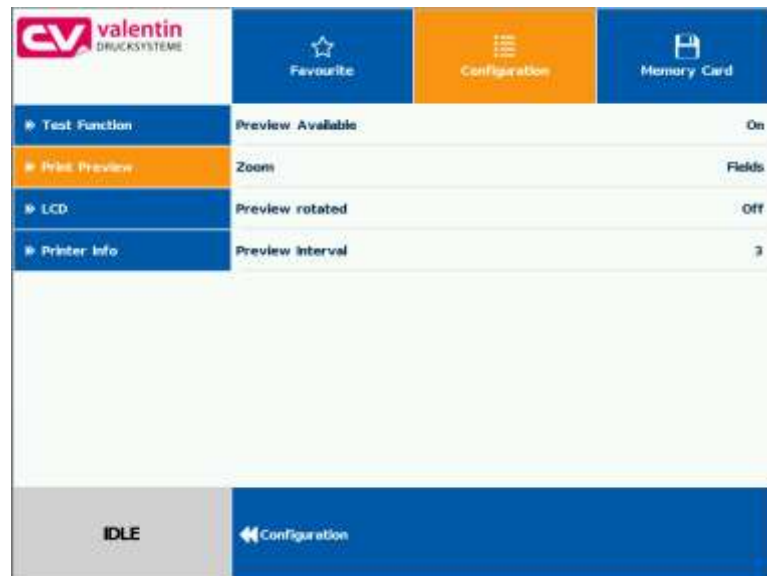 CV valentin
DRUCKSYSTEME
Favourite
Configuration
Memory Card
Test Function
Preview Available On
Print Preview
Zoom Fields
LCD
Preview rotated Off
Printer Info
Preview Interval 3
IDLE
Configuration